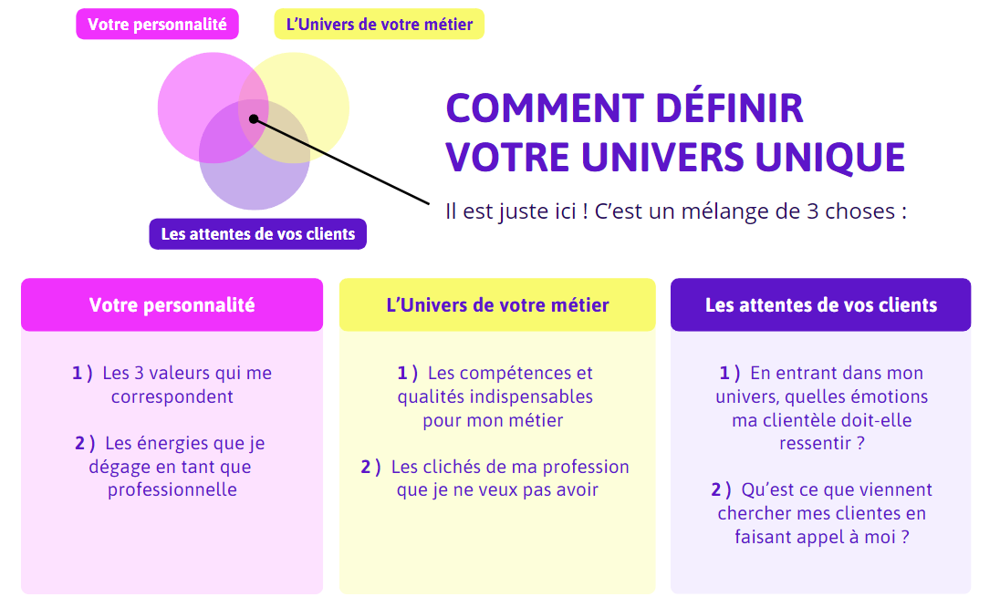 Votre personnalité
L'Univers de votre métier
COMMENT DÉFINIR
VOTRE UNIVERS UNIQUE
Il est juste ici ! C'est un mélange de 3 choses :
Les attentes de vos clients
Votre personnalité
1 ) Les 3 valeurs qui me
correspondent
2 ) Les énergies que je
dégage en tant que
professionnelle
L'Univers de votre métier
1 ) Les compétences et
qualités indispensables
pour mon métier
2 ) Les clichés de ma profession
que je ne veux pas avoir
Les attentes de vos clients
1 ) En entrant dans mon
univers, quelles émotions
ma clientèle doit-elle
ressentir ?
2 ) Qu'est ce que viennent
chercher mes clientes en
faisant appel à moi ?